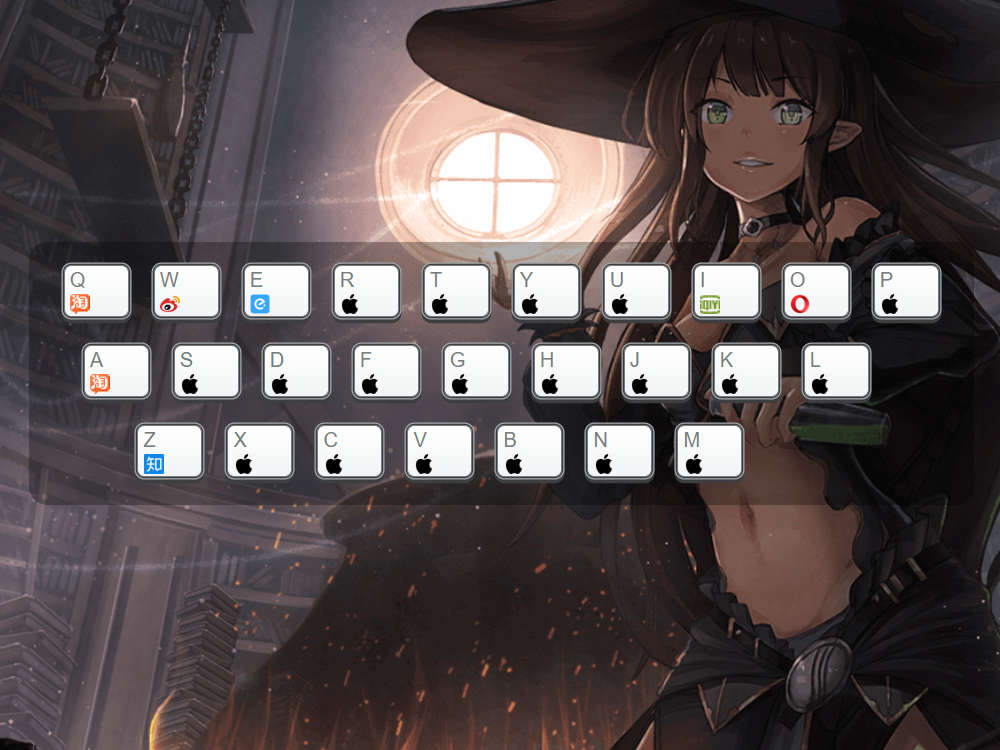 Q W E R T Y U I O P
淘 iQIYI
A S D F G H J K L
淘
Z X C V B N M
知